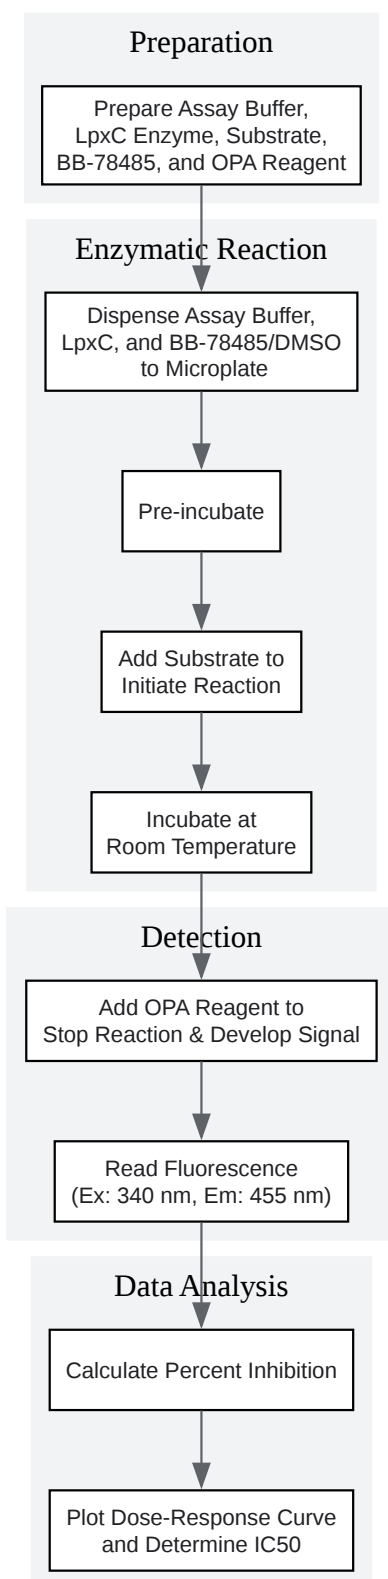 Preparation
Prepare Assay Buffer,
LpxC Enzyme, Substrate,
BB-78485, and OPA Reagent
Enzymatic Reaction
Dispense Assay Buffer,
LpxC, and BB-78485/DMSO
to Microplate
Pre-incubate
Add Substrate to
Initiate Reaction
Incubate at
Room Temperature
Detection
Add OPA Reagent to
Stop Reaction & Develop Signal
Read Fluorescence
(Ex: 340 nm, Em: 455 nm)
Data Analysis
Calculate Percent Inhibition
Plot Dose-Response Curve
and Determine IC50